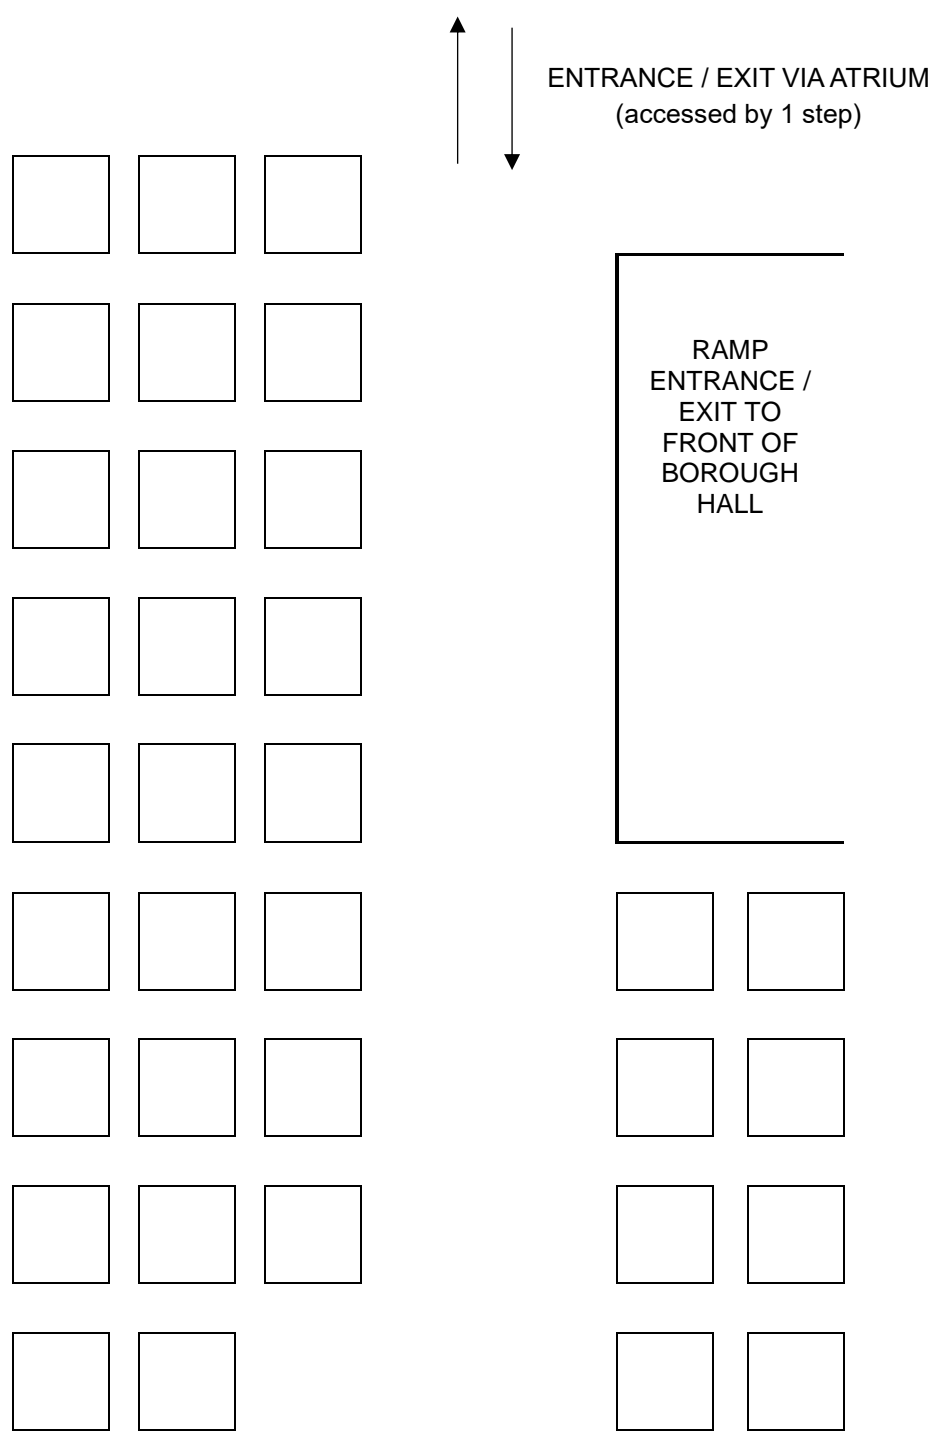 ENTRANCE / EXIT VIA ATRIUM
(accessed by 1 step)
RAMP
ENTRANCE /
EXIT TO
FRONT OF
BOROUGH
HALL